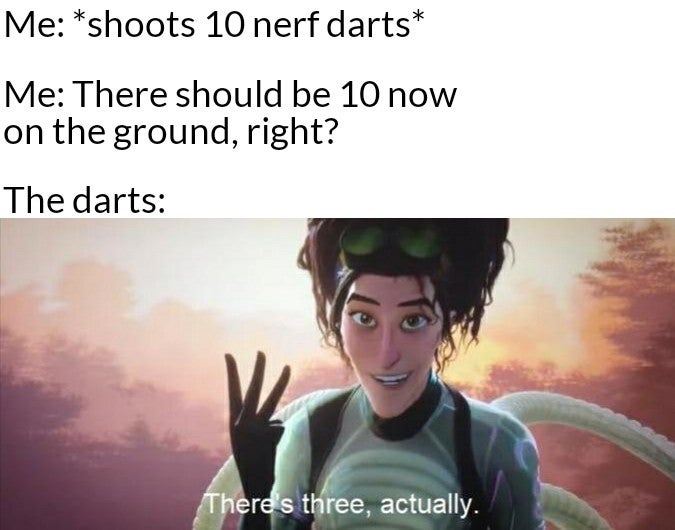 Me: *shoots 10 nerf darts*
Me: There should be 10 now
on the ground, right?
The darts:
There's three, actually.